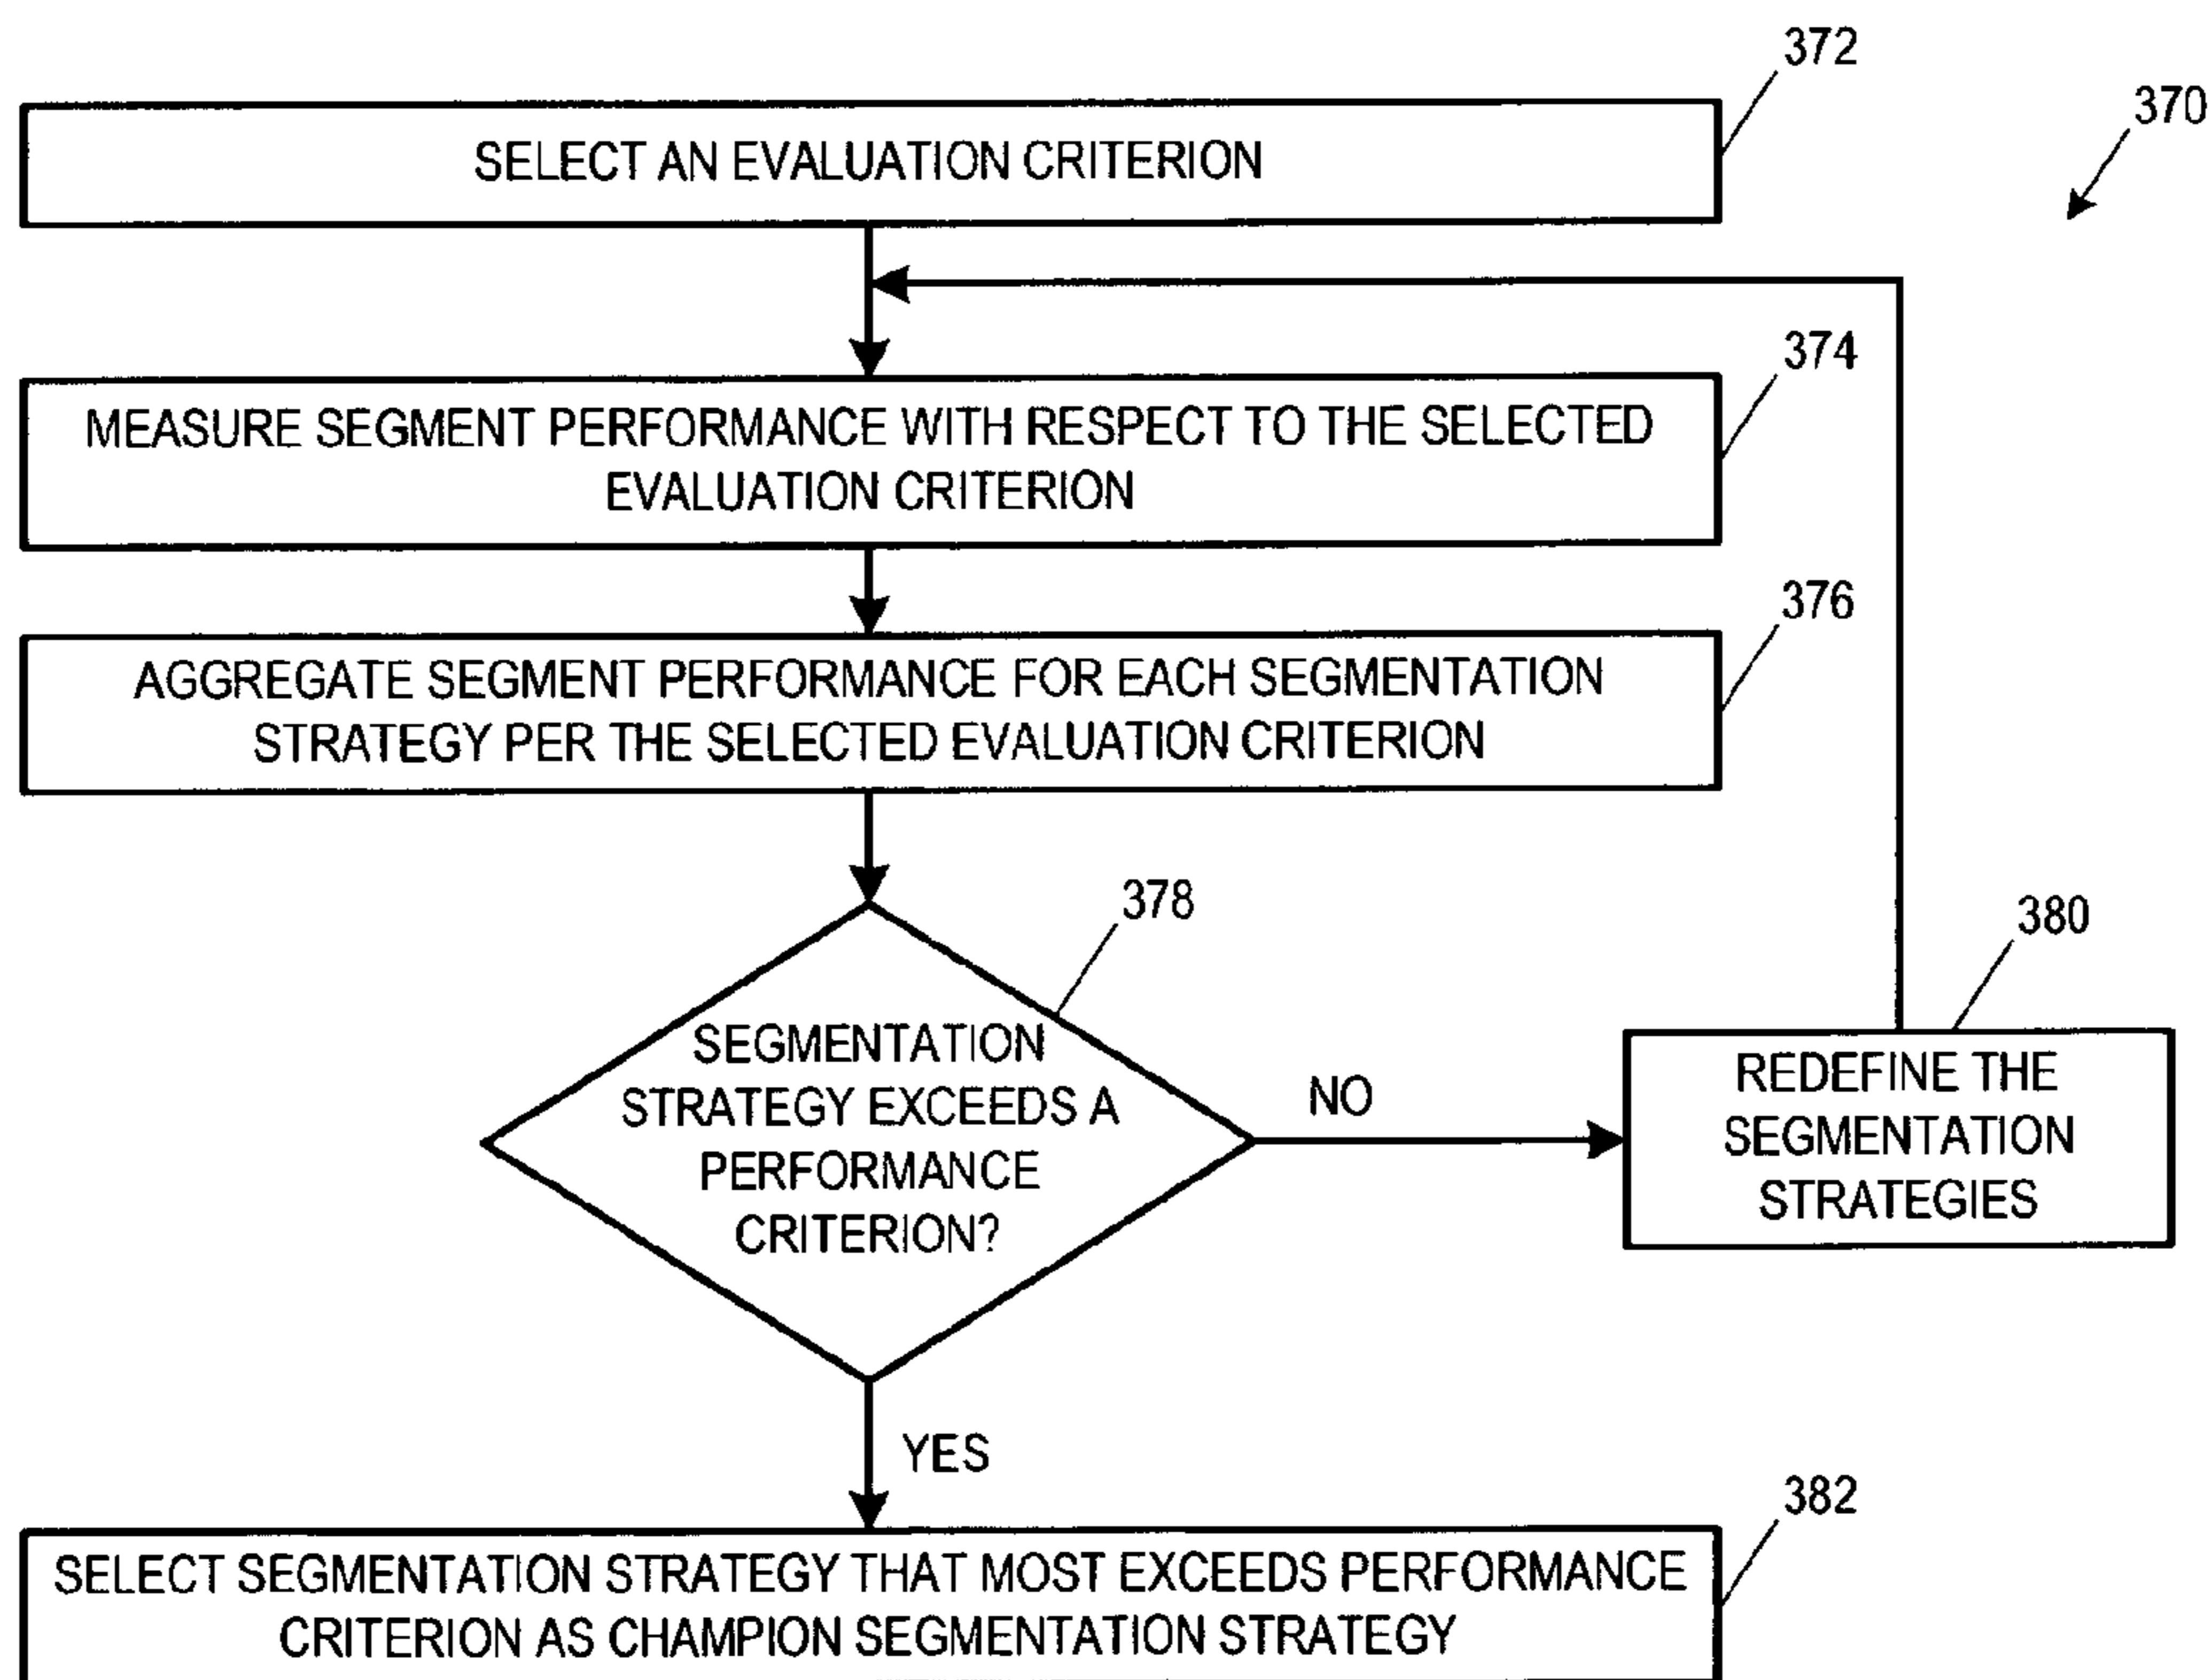 372
370
SELECT AN EVALUATION CRITERION
374
MEASURE SEGMENT PERFORMANCE WITH RESPECT TO THE SELECTED
EVALUATION CRITERION
376
AGGREGATE SEGMENT PERFORMANCE FOR EACH SEGMENTATION
STRATEGY PER THE SELECTED EVALUATION CRITERION
378
SEGMENTATION
STRATEGY EXCEEDS A
PERFORMANCE
CRITERION?
NO
380
REDEFINE THE
SEGMENTATION
STRATEGIES
YES
382
SELECT SEGMENTATION STRATEGY THAT MOST EXCEEDS PERFORMANCE
CRITERION AS CHAMPION SEGMENTATION STRATEGY